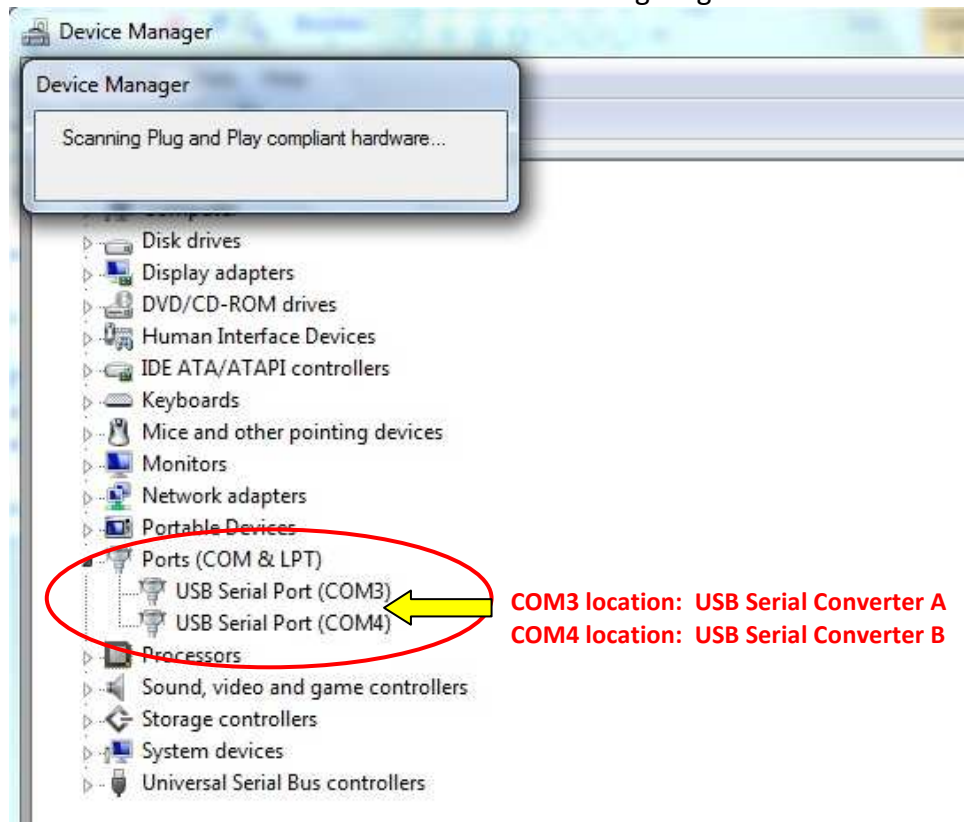 Device Manager
Device Manager
Scanning Plug and Play compliant hardware...
Computer
Disk drives
Display adapters
DVD/CD-ROM drives
Human Interface Devices
IDE ATA/ATAPI controllers
Keyboards
Mice and other pointing devices
Monitors
Network adapters
Portable Devices
Ports (COM & LPT)
USB Serial Port (COM3)
COM3 location: USB Serial Converter A
USB Serial Port (COM4)
COM4 location: USB Serial Converter B
Processors
Sound, video and game controllers
Storage controllers
System devices
Universal Serial Bus controllers